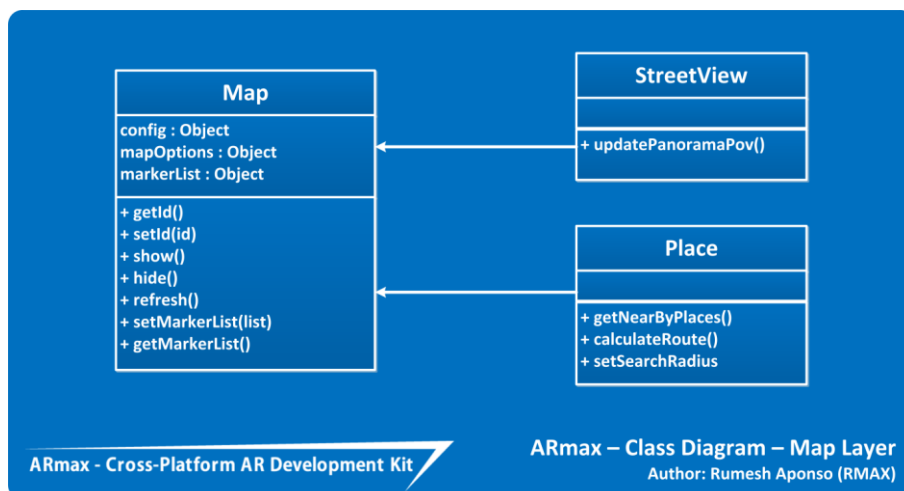 Map
config : Object
mapOptions : Object
markerList : Object
+ getId()
+ setId(id)
+ show()
+ hide()
+ refresh()
+ setMarkerList(list)
+ getMarkerList()
StreetView
+ updatePanoramaPov()
Place
+ getNearByPlaces()
+ calculateRoute()
+ setSearchRadius
ARmax - Cross-Platform AR Development Kit
ARmax – Class Diagram – Map Layer
Author: Rumesh Aponso (RMAX)